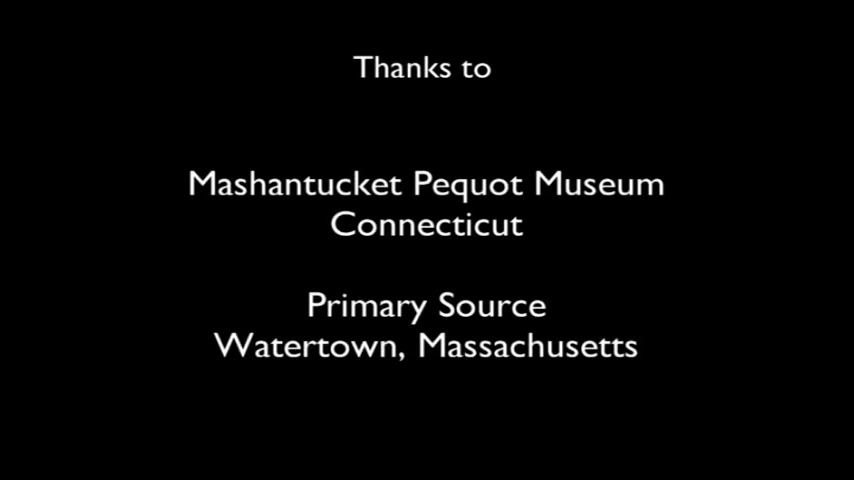 Thanks to
Mashantucket Pequot Museum
Connecticut
Primary Source
Watertown, Massachusetts